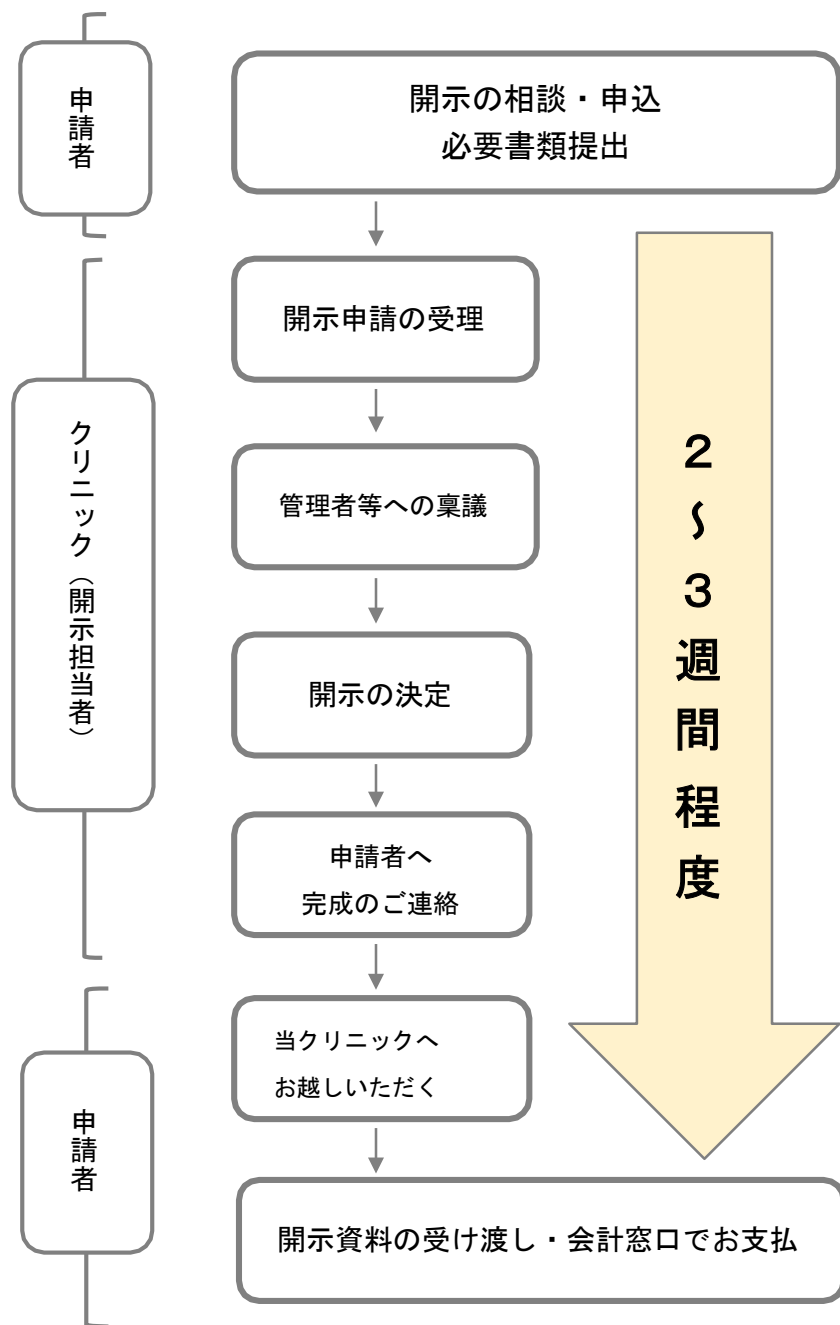 申請者
開示の相談・申込
必要書類提出
開示申請の受理
クリニック（開示担当者）
管理者等への稟議
開示の決定
申請者へ
完成のご連絡
２～３週間程度
申請者
当クリニックへ
お越しいただく
開示資料の受け渡し・会計窓口でお支払